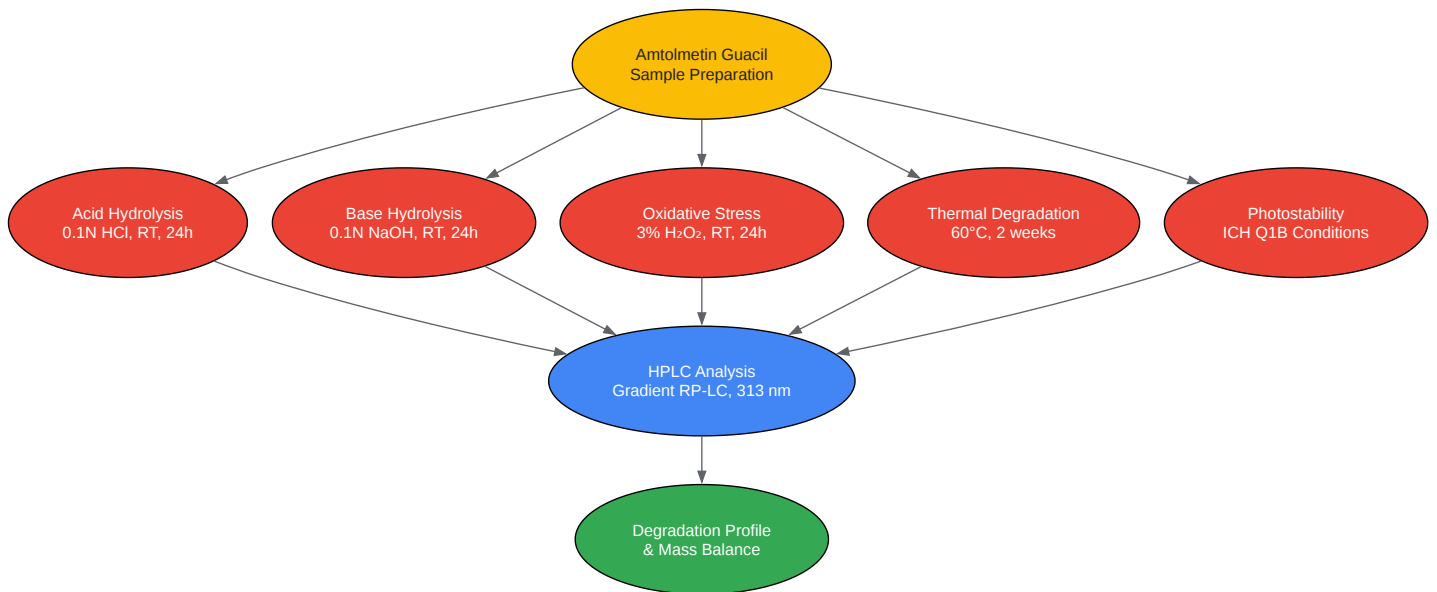 Amtolmetin Guacil
Sample Preparation
Acid Hydrolysis
0.1N HCl, RT, 24h
Base Hydrolysis
0.1N NaOH, RT, 24h
Oxidative Stress
3% H₂O₂, RT, 24h
Thermal Degradation
60°C, 2 weeks
Photostability
ICH Q1B Conditions
HPLC Analysis
Gradient RP-LC, 313 nm
Degradation Profile
& Mass Balance